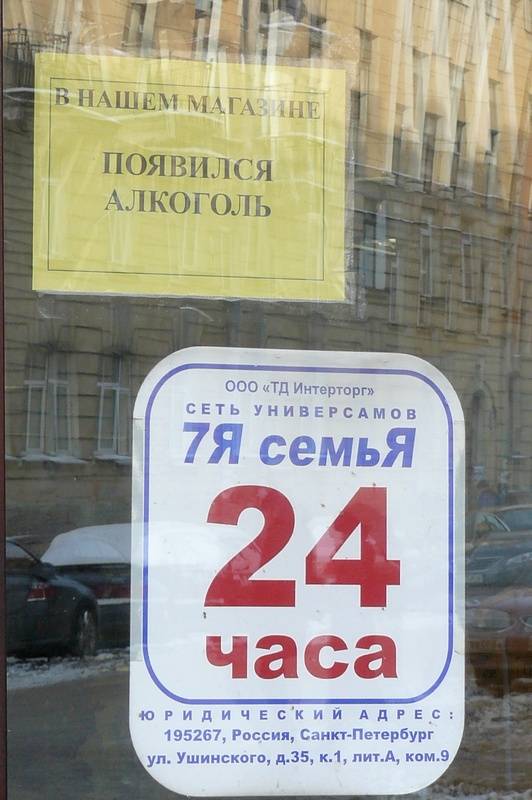 В НАШЕМ МАГАЗИНЕ
ПОЯВИЛСЯ
АЛКОГОЛЬ
ООО «ТД Интерторг»
СЕТЬ УНИВЕРСАМОВ
7Я семьЯ
24
часа
ЮРИДИЧЕСКИЙ АДРЕС:
195267, Россия, Санкт-Петербург
ул. Ушинского, д.35, к.1, лит.А, ком.9